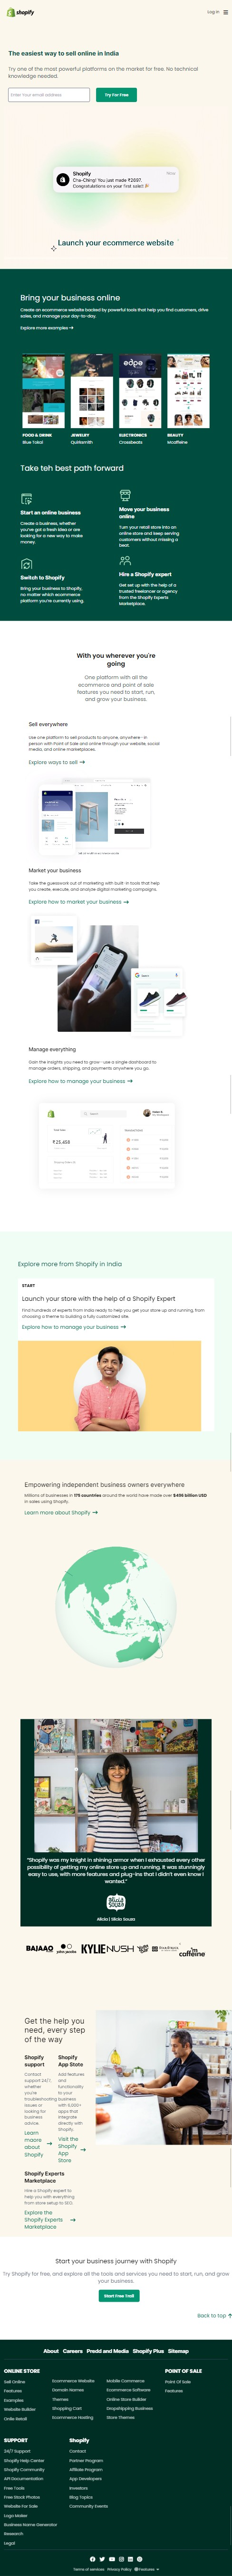 shopify
Log in
The easiest way to sell online in India
Try one of the most powerful platforms on the market for free. No technical
knowledge needed.
Enter Your email address
Try For Free
Shopify
Now
Cha-Ching! You just made ₹2697.
Congratulations on your first sale!! 🎉
Launch your ecommerce website
Bring your business online
Create an ecommerce website backed by powerful tools that help you find customers, drive
sales, and manage your day-to-day.
Explore more examples →
FOOD & DRINK
Blue Tokai
JEWELRY
Quirksmith
ELECTRONICS
Crossbeats
BEAUTY
Mcaffeine
Take teh best path forward
Start an online business
Create a business, whether
you've got a fresh idea or are
looking for a new way to make
money.
Move your business
online
Turn your retail store into an
online store and keep serving
customers without missing a
beat.
Switch to Shopify
Bring your business to Shopify,
no matter which ecommerce
platform you're currently using.
Hire a Shopify expert
Get set up with the help of a
trusted freelancer or agency
from the Shopify Experts
Marketplace.
With you wherever you're
going
One platform with all the
ecommerce and point of sale
features you need to start, run,
and grow your business.
Sell everywhere
Use one platform to sell products to anyone, anywhere- in
person with Point of Sale and online through your website, social
media, and online marketplaces.
Explore ways to sell →
Market your business
Take the guesswork out of marketing with built- in tools that help
you create, execute, and analyze digital marketing campaigns.
Explore how to market your business →
Google
Manage everything
Gain the insights you need to grow- use a single dashboard to
manage orders, shipping, and payments anywhere you go.
Explore how to manage your business →
Search
₹25,458
Explore more from Shopify in India
START
Launch your store with the help of a Shopify Expert
Find hundreds of experts from India ready to help you get your store up and running, from
choosing a theme to building a fully customized site.
Explore how to manage your business →
Empowering independent business owners everywhere
Millions of businesses in 175 countries around the world have made over $496 billion USD
in sales using Shopify.
Learn more about Shopify →
"Shopify was my knight in shining armor when I exhausted every other
possibility of getting my online store up and running. It was stunningly
easy to use, with more features and plug-ins that I didn't even know I
wanted."
alicia souza
Alicia | Slicia Souza
BAJAAO
john jacobs
KYLIE
NUSH
mcaffeine
Get the help you
need, every step
of the way
Shopify
support
Contact
support 24/7,
whether
you're
troubleshooting
issues or
looking for
business
advice.
Learn
maore
about
Shopify
→
Shopify
App Store
Add features
and
functionality
to your
business
with 6,000+
apps that
integrate
directly with
Shopify.
Visit the
Shopify
App
Store
→
Shopify Experts
Marketplace
Hire a Shopify expert to
help you with everything
from store setup to SEO.
Explore the
Shopify Experts
Marketplace
→
Start your business journey with Shopify
Try Shopify for free, and explore all the tools and services you need to start, run, and grow
your business.
Start Free Trail
Back to top ↑
About Careers Predd and Media Shopify Plus Sitemap
ONLINE STORE
Sell Online
Features
Examples
Website Builder
Onlie Retail
Ecommerce Website
Domain Names
Themes
Shopping Cart
Ecommerce Hosting
Mobile Commerce
Ecommerce Software
Online Store Builder
Dropshipping Business
Store Themes
POINT OF SALE
Point Of Sale
Features
SUPPORT
24/7 Support
Shopify Help Center
Shopify Community
API Documentation
Free Tools
Free Stock Photos
Website For Sale
Logo Maker
Business Name Generator
Research
Legal
Shopify
Contact
Partner Program
Affiliate Program
App Developers
Investors
Blog Topics
Community Events
Terms of services Privacy Policy Features